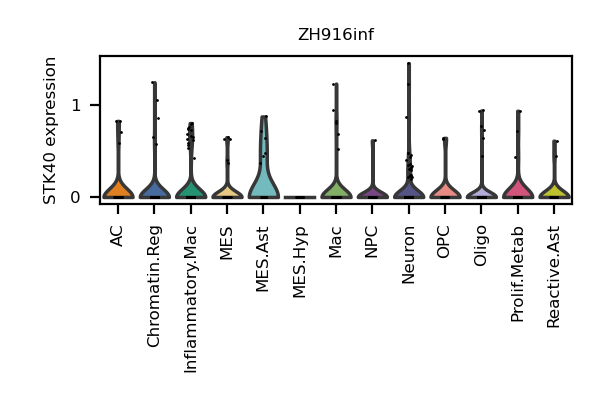 ZH916inf
STK40 expression
1
0
AC
Chromatin.Reg
Inflammatory.Mac
MES
MES.Ast
MES.Hyp
Mac
NPC
Neuron
OPC
Oligo
Prolif.Metab
Reactive.Ast